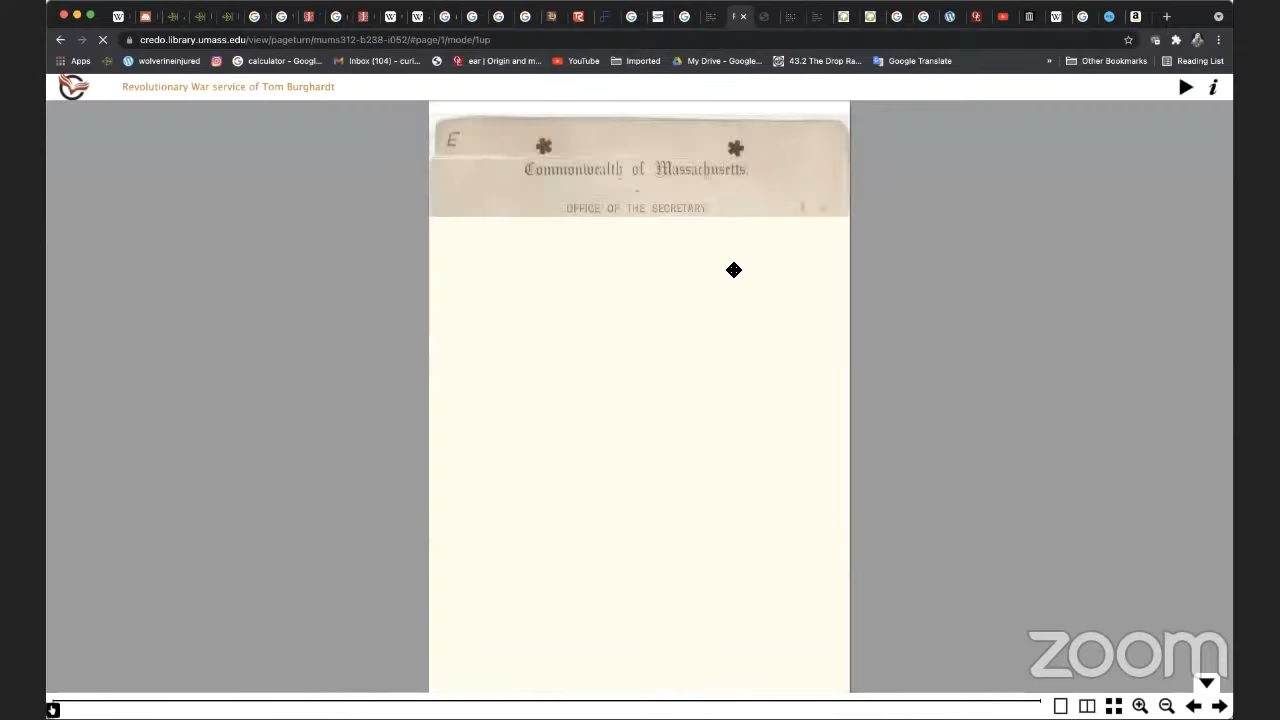 credo.library.umass.edu/view/pageturn/mums312-b238-i052/#page/1/mode/1up
Apps wolverineinjured calculator - Googl... Inbox (104) - curi... ear | Origin and m... YouTube Imported My Drive - Google... 43.2 The Drop Ra... Google Translate » Other Bookmarks Reading List
Revolutionary War service of Tom Burghardt
E
Commonwealth of Massachusetts.
OFFICE OF THE SECRETARY
zoom